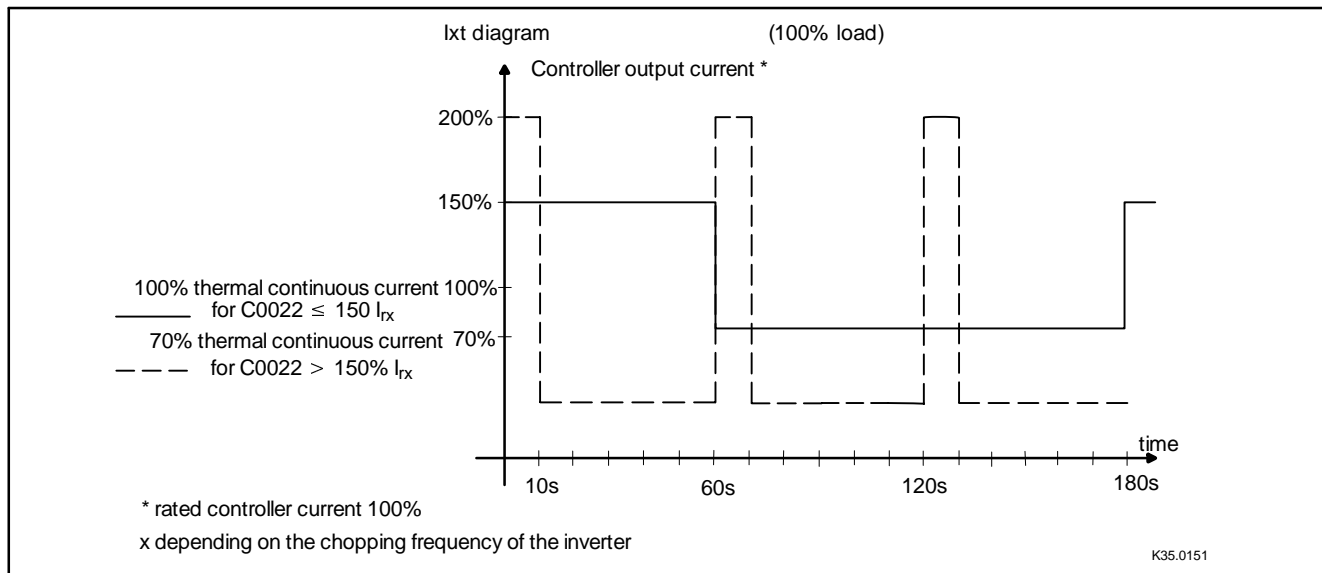 Ixt diagram (100% load)
Controller output current *
200%
150%
100% thermal continuous current 100%
for C0022 ≤ 150 Irx
70% thermal continuous current 70%
for C0022 > 150% Irx
time
10s 60s 120s 180s
* rated controller current 100%
x depending on the chopping frequency of the inverter
K35.0151